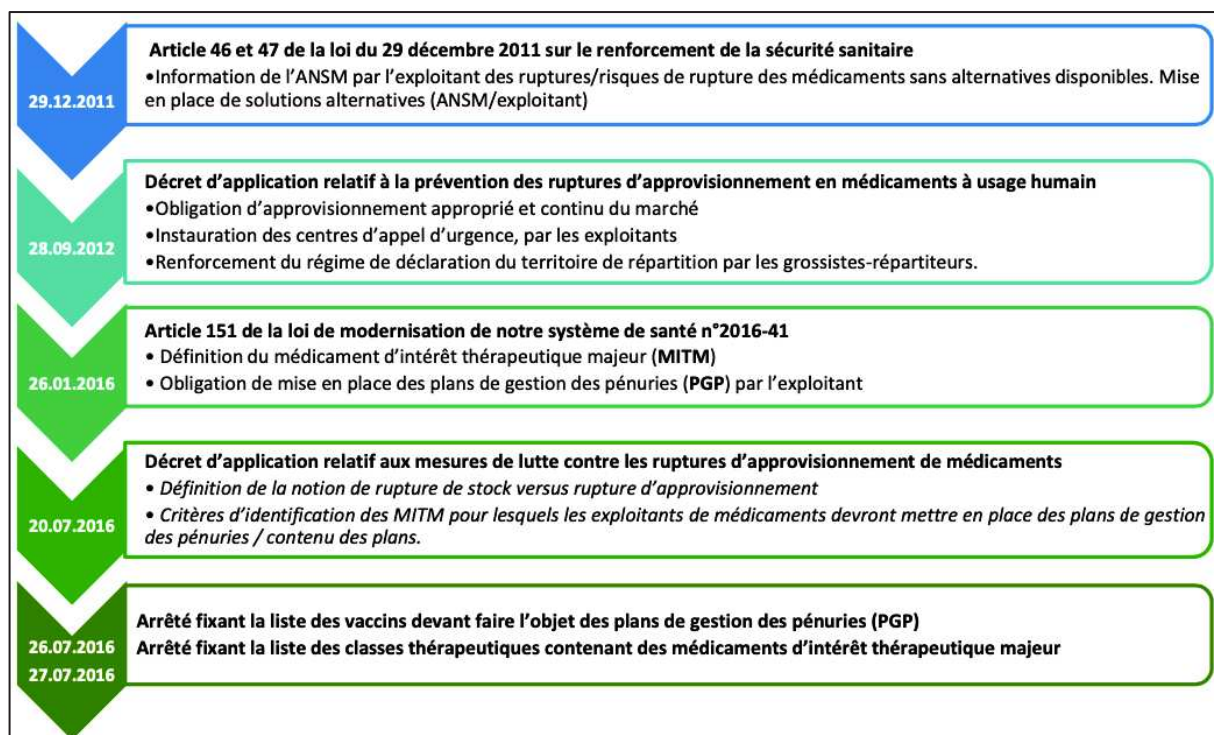 Article 46 et 47 de la loi du 29 décembre 2011 sur le renforcement de la sécurité sanitaire
•Information de l'ANSM par l'exploitant des ruptures/risques de rupture des médicaments sans alternatives disponibles. Mise
en place de solutions alternatives (ANSM/exploitant)
29.12.2011
Décret d'application relatif à la prévention des ruptures d'approvisionnement en médicaments à usage humain
•Obligation d'approvisionnement approprié et continu du marché
•Instauration des centres d'appel d'urgence, par les exploitants
•Renforcement du régime de déclaration du territoire de répartition par les grossistes-répartiteurs.
28.09.2012
Article 151 de la loi de modernisation de notre système de santé n°2016-41
• Définition du médicament d'intérêt thérapeutique majeur (MITM)
• Obligation de mise en place des plans de gestion des pénuries (PGP) par l'exploitant
26.01.2016
Décret d'application relatif aux mesures de lutte contre les ruptures d'approvisionnement de médicaments
• Définition de la notion de rupture de stock versus rupture d'approvisionnement
• Critères d'identification des MITM pour lesquels les exploitants de médicaments devront mettre en place des plans de gestion
des pénuries / contenu des plans.
20.07.2016
Arrêté fixant la liste des vaccins devant faire l'objet des plans de gestion des pénuries (PGP)
Arrêté fixant la liste des classes thérapeutiques contenant des médicaments d'intérêt thérapeutique majeur
26.07.2016
27.07.2016